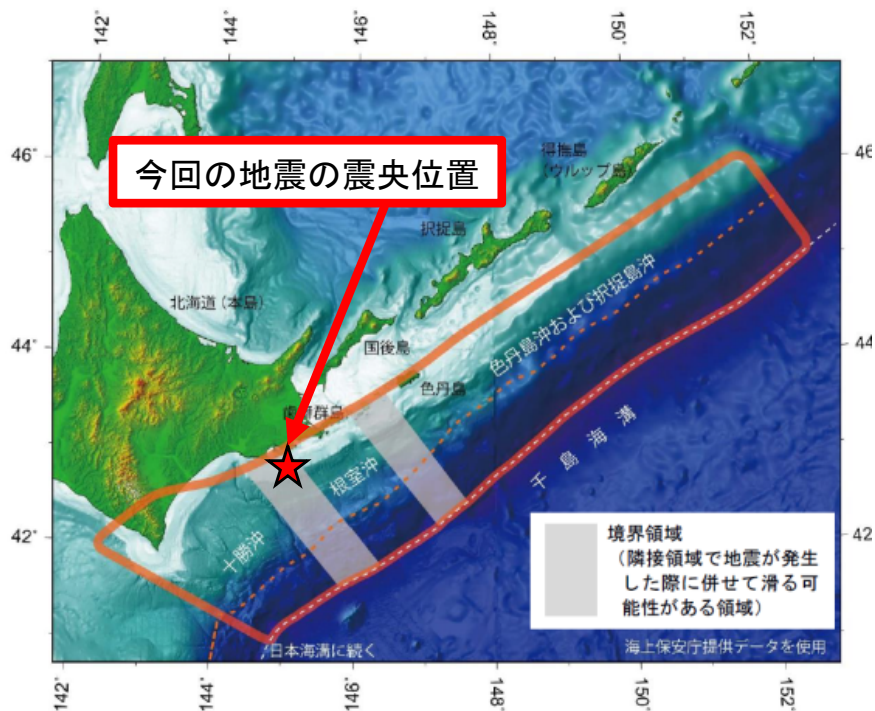 142°
144°
146°
148°
150°
152°
46°
46°
今回の地震の震央位置
得撫島
(ウルップ島)
択捉島
北海道(本島)
44°
44°
国後島
色丹島沖および択捉島沖
色丹島
歯舞群島
千島海溝
根室沖
十勝沖
42°
42°
境界領域
(隣接領域で地震が発生
した際に併せて滑る可
能性がある領域)
日本海溝に続く
海上保安庁提供データを使用
142°
144°
146°
148°
150°
152°